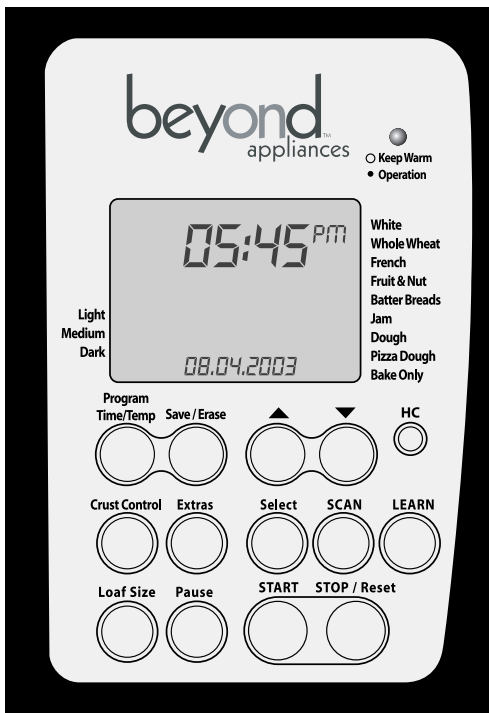 beyond™
appliances
Keep Warm
Operation
05:45 PM
White
Whole Wheat
French
Fruit & Nut
Batter Breads
Jam
Dough
Pizza Dough
Bake Only
Light
Medium
Dark
08.04.2003
Program
Time/Temp Save / Erase ▲ ▼ HC
Crust Control Extras Select SCAN LEARN
Loaf Size Pause START STOP / Reset